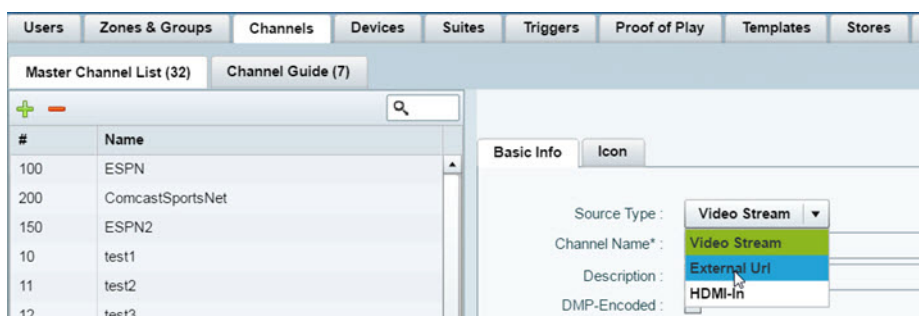 Users Zones & Groups Channels Devices Suites Triggers Proof of Play Templates Stores
Master Channel List (32) Channel Guide (7)
# Name
100 ESPN
200 ComcastSportsNet
150 ESPN2
10 test1
11 test2
12 test3
Basic Info Icon
Source Type : Video Stream
Channel Name* : Video Stream
Description : External Url
DMP-Encoded : HDMI-In